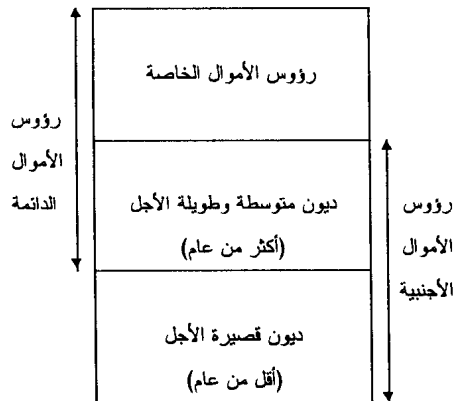 رؤوس الأموال الخاصة
رؤوس
الأموال
الدائمة
ديون متوسطة وطويلة الأجل
(أكثر من عام)
رؤوس
الأموال
الأجنبية
ديون قصيرة الأجل
(أقل من عام)